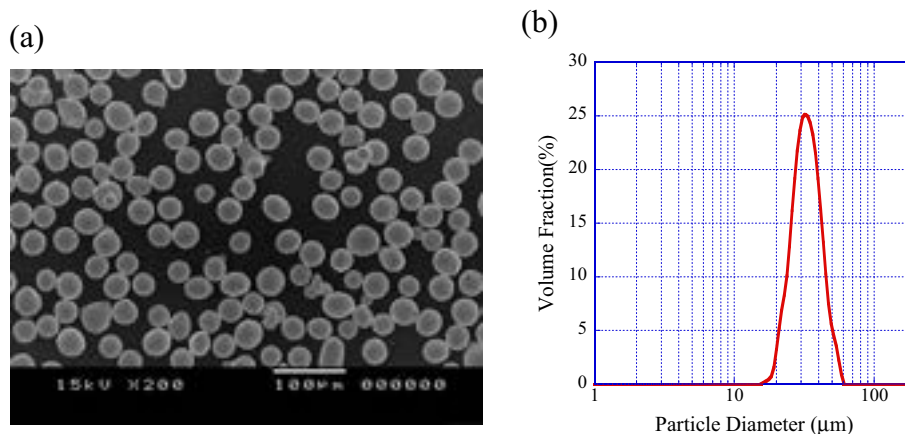 (a)
15kV X200 100μm 000000
(b)
30
25
20
15
10
5
0
Volume Fraction(%)
1 10 100
Particle Diameter (μm)